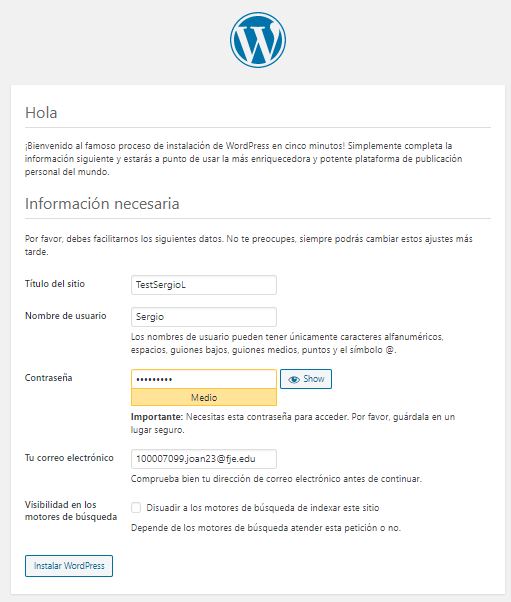 Hola
¡Bienvenido al famoso proceso de instalación de WordPress en cinco minutos! Simplemente completa la
información siguiente y estarás a punto de usar la más enriquecedora y potente plataforma de publicación
personal del mundo.
Información necesaria
Por favor, debes facilitarnos los siguientes datos. No te preocupes, siempre podrás cambiar estos ajustes más
tarde.
Título del sitio
TestSergioL
Nombre de usuario
Sergio
Los nombres de usuario pueden tener únicamente caracteres alfanuméricos,
espacios, guiones bajos, guiones medios, puntos y el símbolo @.
Contraseña
•••••••••
Show
Medio
Importante: Necesitas esta contraseña para acceder. Por favor, guárdala en un
lugar seguro.
Tu correo electrónico
100007099.joan23@fje.edu
Comprueba bien tu dirección de correo electrónico antes de continuar.
Visibilidad en los
motores de búsqueda
Disuadir a los motores de búsqueda de indexar este sitio
Depende de los motores de búsqueda atender esta petición o no.
Instalar WordPress